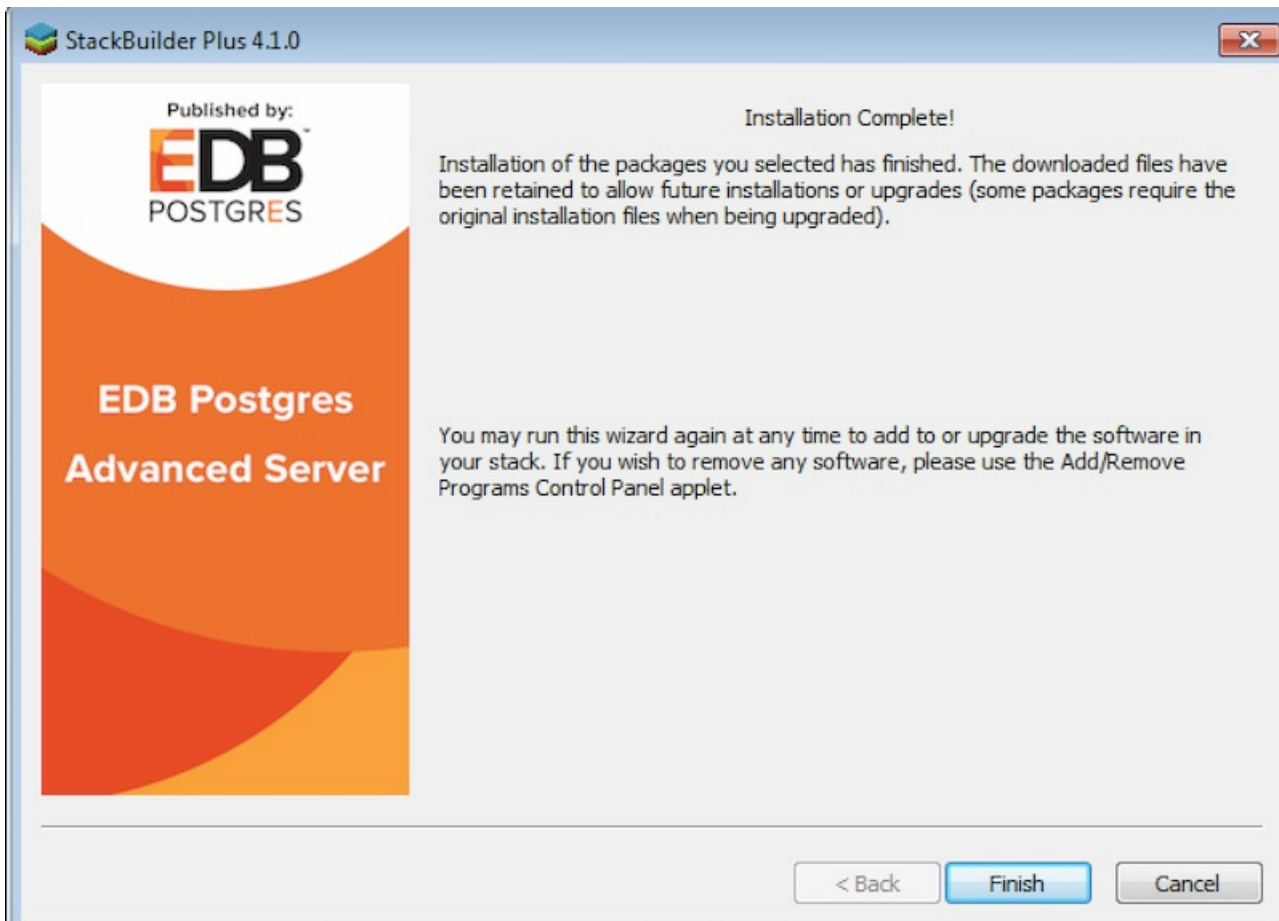 StackBuilder Plus 4.1.0
Published by:
EDB™
POSTGRES
EDB Postgres
Advanced Server
Installation Complete!
Installation of the packages you selected has finished. The downloaded files have
been retained to allow future installations or upgrades (some packages require the
original installation files when being upgraded).
You may run this wizard again at any time to add to or upgrade the software in
your stack. If you wish to remove any software, please use the Add/Remove
Programs Control Panel applet.
< Back
Finish
Cancel